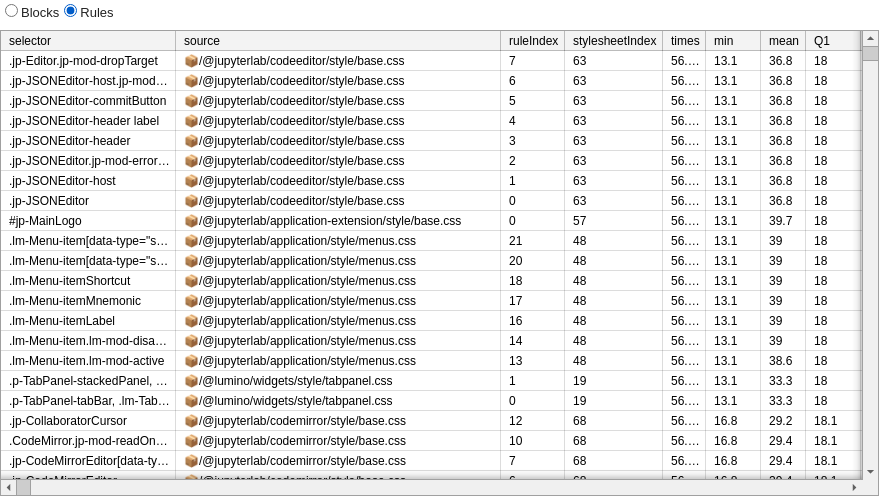 Blocks Rules
selector source ruleIndex stylesheetIndex times min mean Q1
.jp-Editor.jp-mod-dropTarget 📦/@jupyterlab/codeeditor/style/base.css 7 63 56.… 13.1 36.8 18
.jp-JSONEditor-host.jp-mod… 📦/@jupyterlab/codeeditor/style/base.css 6 63 56.… 13.1 36.8 18
.jp-JSONEditor-commitButton 📦/@jupyterlab/codeeditor/style/base.css 5 63 56.… 13.1 36.8 18
.jp-JSONEditor-header label 📦/@jupyterlab/codeeditor/style/base.css 4 63 56.… 13.1 36.8 18
.jp-JSONEditor-header 📦/@jupyterlab/codeeditor/style/base.css 3 63 56.… 13.1 36.8 18
.jp-JSONEditor.jp-mod-error… 📦/@jupyterlab/codeeditor/style/base.css 2 63 56.… 13.1 36.8 18
.jp-JSONEditor-host 📦/@jupyterlab/codeeditor/style/base.css 1 63 56.… 13.1 36.8 18
.jp-JSONEditor 📦/@jupyterlab/codeeditor/style/base.css 0 63 56.… 13.1 36.8 18
#jp-MainLogo 📦/@jupyterlab/application-extension/style/base.css 0 57 56.… 13.1 39.7 18
.lm-Menu-item[data-type="s… 📦/@jupyterlab/application/style/menus.css 21 48 56.… 13.1 39 18
.lm-Menu-item[data-type="s… 📦/@jupyterlab/application/style/menus.css 20 48 56.… 13.1 39 18
.lm-Menu-itemShortcut 📦/@jupyterlab/application/style/menus.css 18 48 56.… 13.1 39 18
.lm-Menu-itemMnemonic 📦/@jupyterlab/application/style/menus.css 17 48 56.… 13.1 39 18
.lm-Menu-itemLabel 📦/@jupyterlab/application/style/menus.css 16 48 56.… 13.1 39 18
.lm-Menu-item.lm-mod-disa… 📦/@jupyterlab/application/style/menus.css 14 48 56.… 13.1 39 18
.lm-Menu-item.lm-mod-active 📦/@jupyterlab/application/style/menus.css 13 48 56.… 13.1 38.6 18
.p-TabPanel-stackedPanel, … 📦/@lumino/widgets/style/tabpanel.css 1 19 56.… 13.1 33.3 18
.p-TabPanel-tabBar, .lm-Tab… 📦/@lumino/widgets/style/tabpanel.css 0 19 56.… 13.1 33.3 18
.jp-CollaboratorCursor 📦/@jupyterlab/codemirror/style/base.css 12 68 56.… 16.8 29.2 18.1
.CodeMirror.jp-mod-readOn… 📦/@jupyterlab/codemirror/style/base.css 10 68 56.… 16.8 29.4 18.1
.jp-CodeMirrorEditor[data-ty… 📦/@jupyterlab/codemirror/style/base.css 7 68 56.… 16.8 29.4 18.1
.jp-CodeMirrorEditor 📦/@jupyterlab/codemirror/style/base.css 6 68 56.… 16.8 29.4 18.1